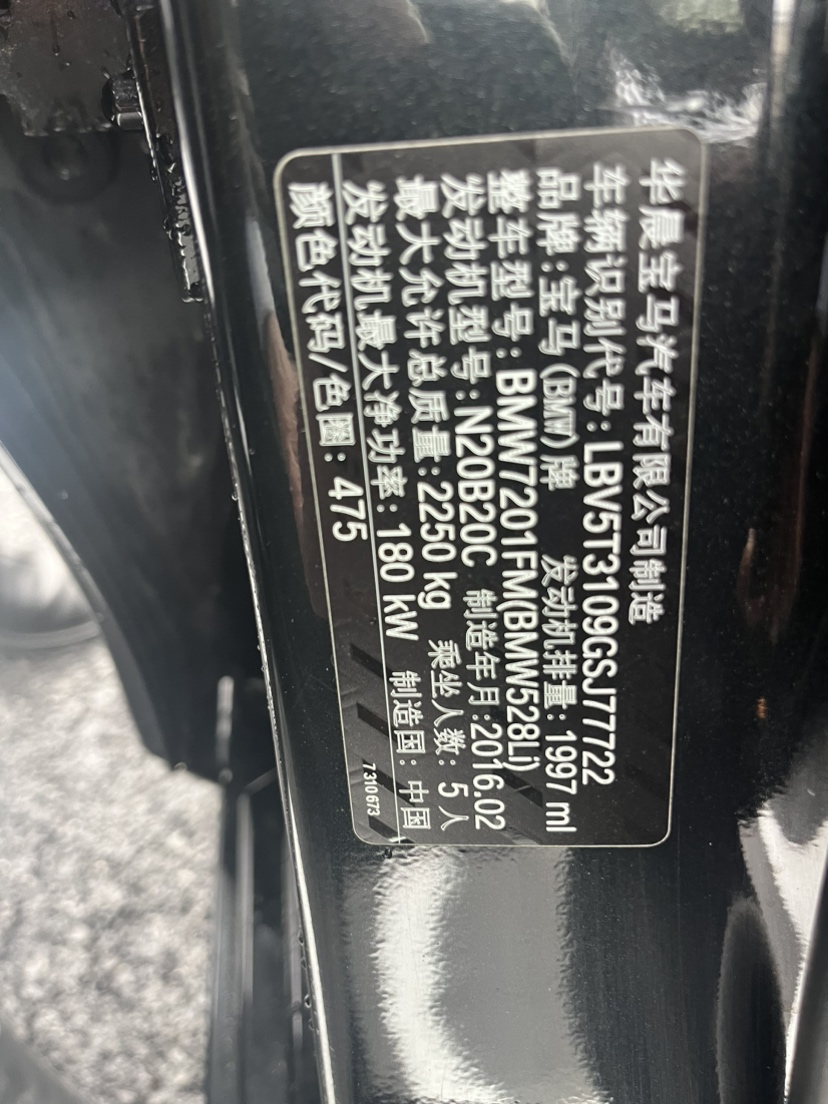 华晨宝马汽车有限公司制造
车辆识别代号:LBV5T3109GSJ77722
品牌:宝马(BMW)牌 发动机排量:1997 ml
整车型号:BMW7201FM(BMW528Li)
发动机型号:N20B20C 制造年月:2016.02
最大允许总质量:2250 kg 乘坐人数:5人
发动机最大净功率:180 kW 制造国:中国
颜色代码/色圈:475
7310673